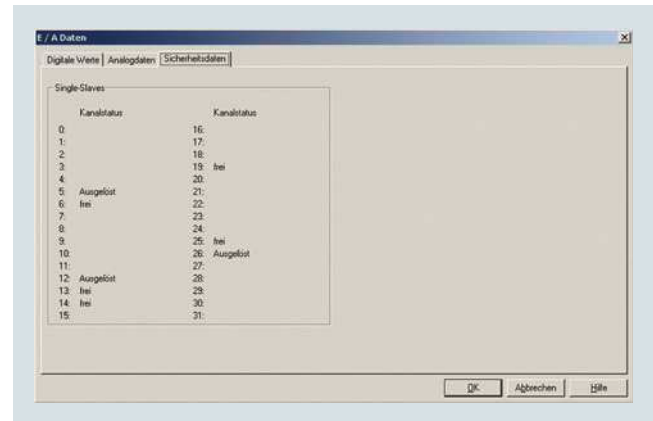 E / A Daten
Digitale Werte Analogdaten Sicherheitsdaten
Single-Slaves
Kanalstatus Kanalstatus
0: 16:
1: 17:
2: 18:
3: 19: frei
4: 20:
5: Ausgelöst 21:
6: frei 22:
7: 23:
8: 24:
9: 25: frei
10: 26: Ausgelöst
11: 27:
12: Ausgelöst 28:
13: frei 29:
14: frei 30:
15: 31:
OK Abbrechen Hilfe